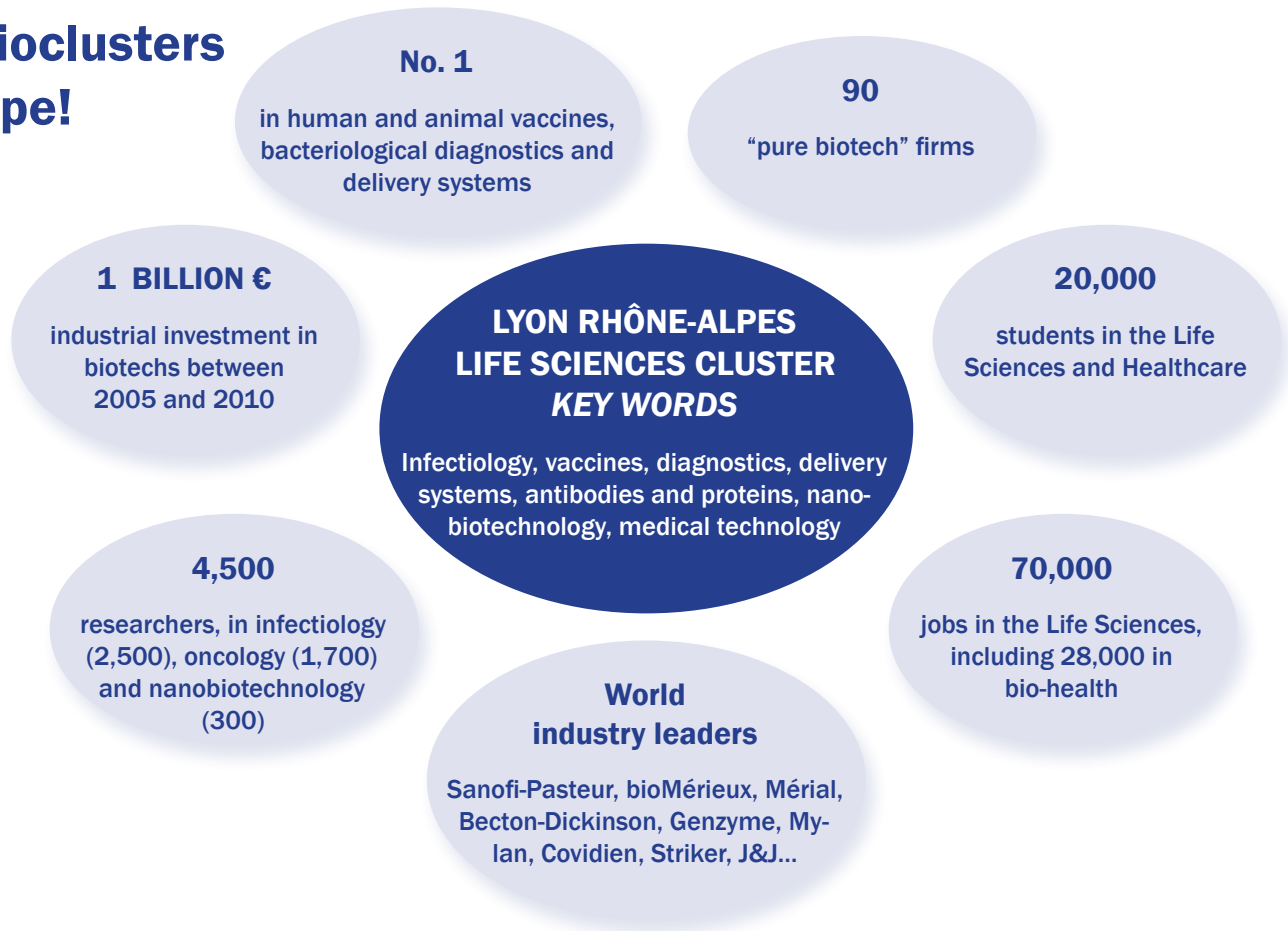 ioclusters
pe!
No. 1
in human and animal vaccines,
bacteriological diagnostics and
delivery systems
90
“pure biotech” firms
1 BILLION €
industrial investment in
biotechs between
2005 and 2010
LYON RHÔNE-ALPES
LIFE SCIENCES CLUSTER
KEY WORDS
Infectiology, vaccines, diagnostics, delivery
systems, antibodies and proteins, nano-
biotechnology, medical technology
20,000
students in the Life
Sciences and Healthcare
4,500
researchers, in infectiology
(2,500), oncology (1,700)
and nanobiotechnology
(300)
World
industry leaders
Sanofi-Pasteur, bioMérieux, Mérial,
Becton-Dickinson, Genzyme, My-
lan, Covidien, Striker, J&J...
70,000
jobs in the Life Sciences,
including 28,000 in
bio-health